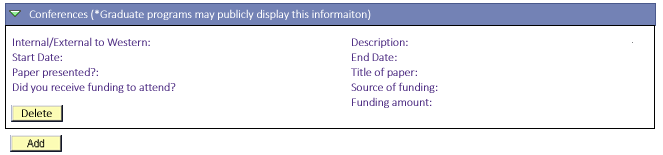 Conferences (*Graduate programs may publicly display this informaiton)
Internal/External to Western:
Description:
Start Date:
End Date:
Paper presented?:
Title of paper:
Did you receive funding to attend?
Source of funding:
Funding amount:
Delete
Add